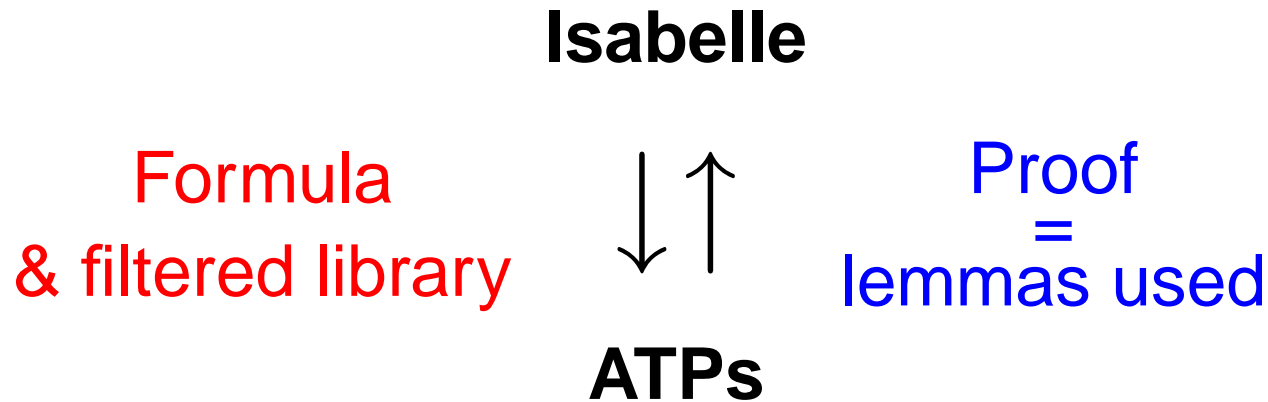 Isabelle
Formula
& filtered library
↓↑
Proof
=
lemmas used
ATPs